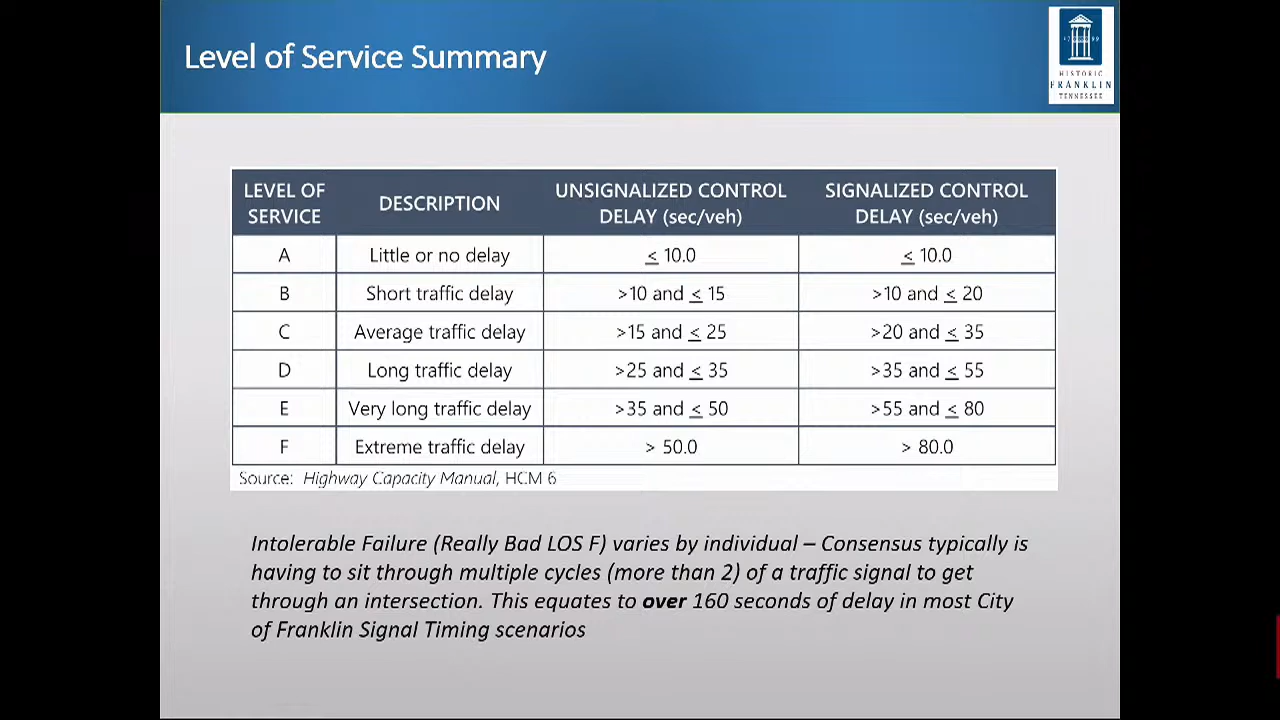 Level of Service Summary
HISTORIC
FRANKLIN
TENNESSEE
LEVEL OF SERVICE DESCRIPTION UNSIGNALIZED CONTROL DELAY (sec/veh) SIGNALIZED CONTROL DELAY (sec/veh)
A Little or no delay ≤ 10.0 ≤ 10.0
B Short traffic delay >10 and ≤ 15 >10 and ≤ 20
C Average traffic delay >15 and ≤ 25 >20 and ≤ 35
D Long traffic delay >25 and ≤ 35 >35 and ≤ 55
E Very long traffic delay >35 and ≤ 50 >55 and ≤ 80
F Extreme traffic delay > 50.0 > 80.0
Source: Highway Capacity Manual, HCM 6
Intolerable Failure (Really Bad LOS F) varies by individual – Consensus typically is
having to sit through multiple cycles (more than 2) of a traffic signal to get
through an intersection. This equates to over 160 seconds of delay in most City
of Franklin Signal Timing scenarios